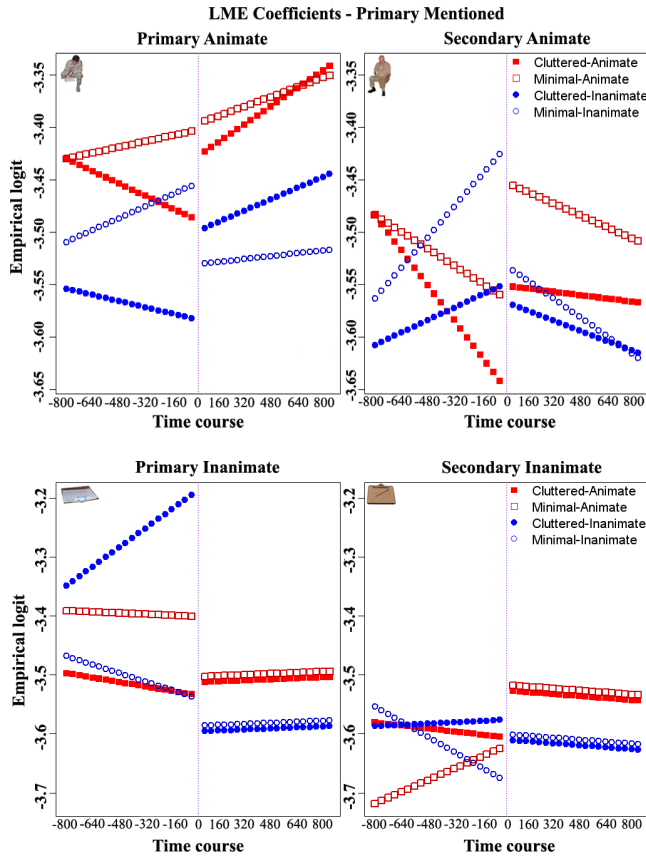 LME Coefficients - Primary Mentioned
Primary Animate
Secondary Animate
Empirical logit
-3.35
-3.40
-3.45
-3.50
-3.55
-3.60
-3.65
Cluttered-Animate
Minimal-Animate
Cluttered-Inanimate
Minimal-Inanimate
-800 -640 -480 -320 -160 0 160 320 480 640 800
-800 -640 -480 -320 -160 0 160 320 480 640 800
Time course
Time course
Primary Inanimate
Secondary Inanimate
Empirical logit
-3.2
-3.3
-3.4
-3.5
-3.6
-3.7
Cluttered-Animate
Minimal-Animate
Cluttered-Inanimate
Minimal-Inanimate
-800 -640 -480 -320 -160 0 160 320 480 640 800
-800 -640 -480 -320 -160 0 160 320 480 640 800
Time course
Time course